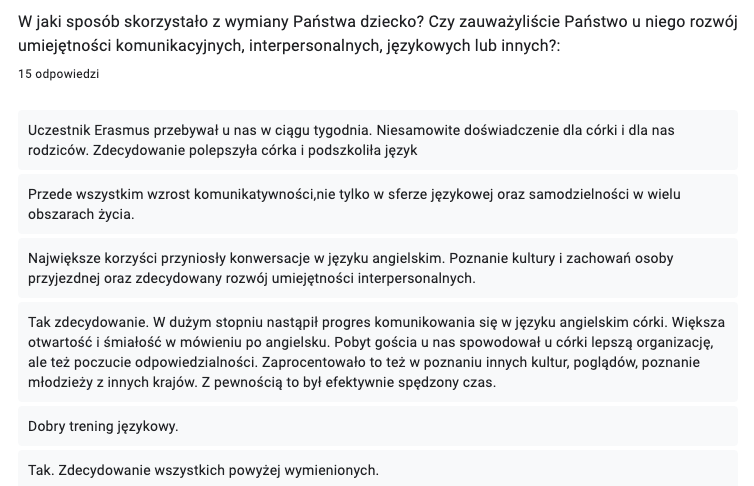 W jaki sposób skorzystało z wymiany Państwa dziecko? Czy zauważyliście Państwo u niego rozwój
umiejętności komunikacyjnych, interpersonalnych, językowych lub innych?:
15 odpowiedzi
Uczestnik Erasmus przebywał u nas w ciągu tygodnia. Niesamowite doświadczenie dla córki i dla nas
rodziców. Zdecydowanie polepszyła córka i podszkoliła język
Przede wszystkim wzrost komunikatywności,nie tylko w sferze językowej oraz samodzielności w wielu
obszarach życia.
Największe korzyści przyniosły konwersacje w języku angielskim. Poznanie kultury i zachowań osoby
przyjezdnej oraz zdecydowany rozwój umiejętności interpersonalnych.
Tak zdecydowanie. W dużym stopniu nastąpił progres komunikowania się w języku angielskim córki. Większa
otwartość i śmiałość w mówieniu po angielsku. Pobyt gościa u nas spowodował u córki lepszą organizację,
ale też poczucie odpowiedzialności. Zaprocentowało to też w poznaniu innych kultur, poglądów, poznanie
młodzieży z innych krajów. Z pewnością to był efektywnie spędzony czas.
Dobry trening językowy.
Tak. Zdecydowanie wszystkich powyżej wymienionych.